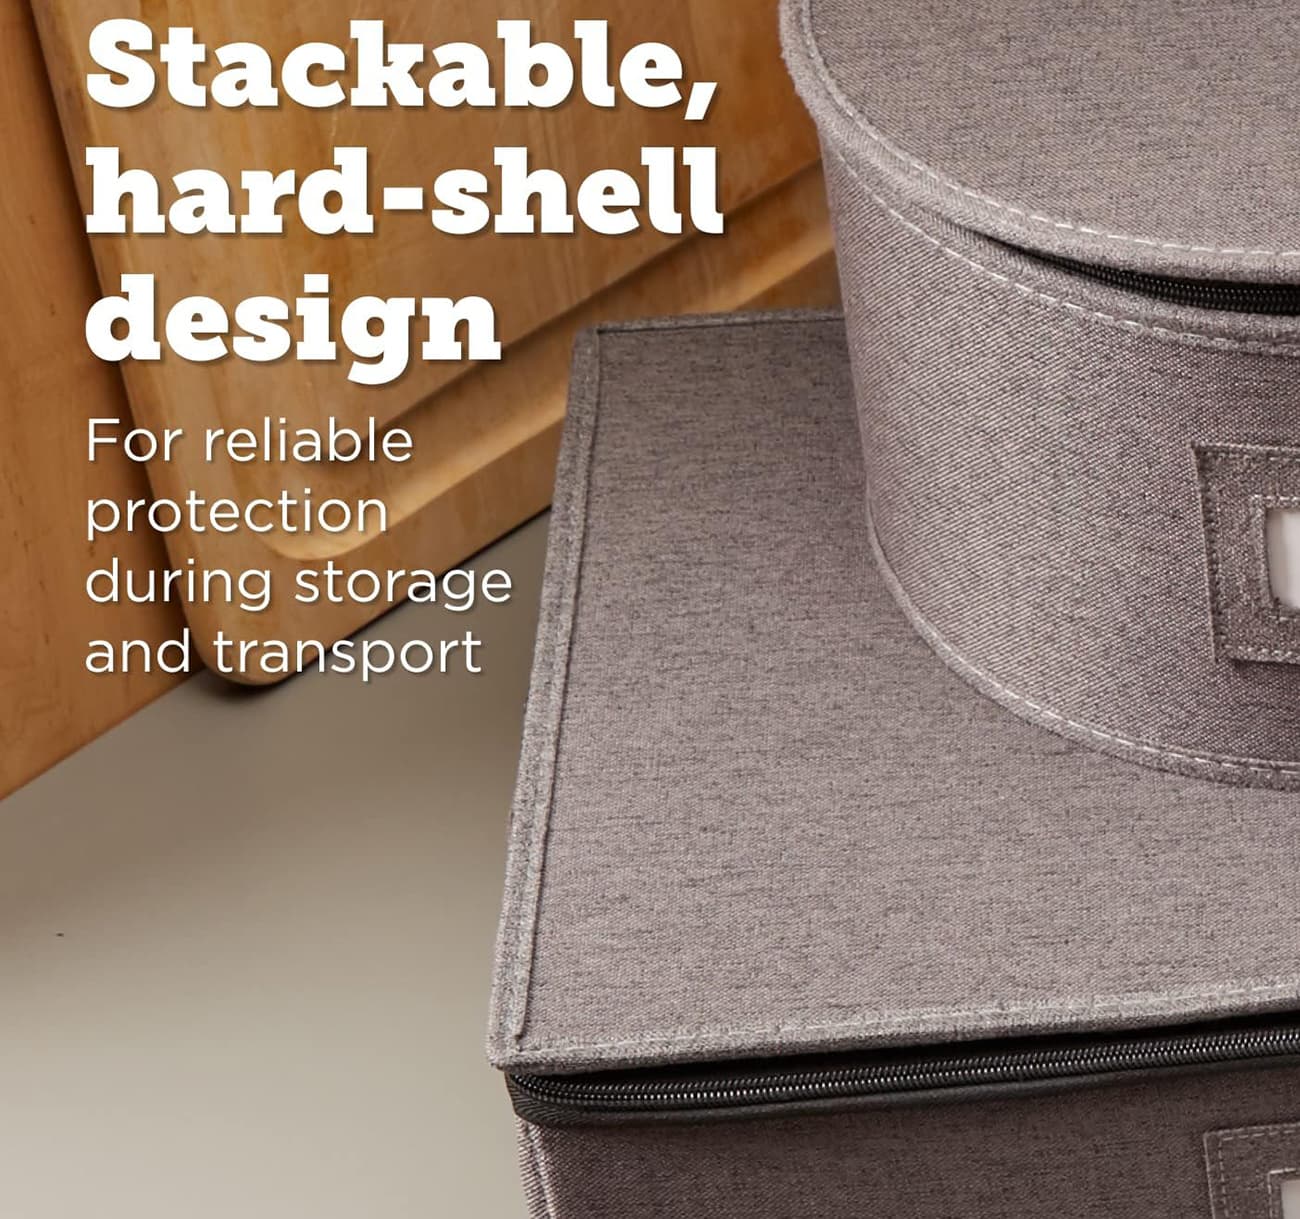 Stackable,
hard-shell
design
For reliable
protection
during storage
and transport